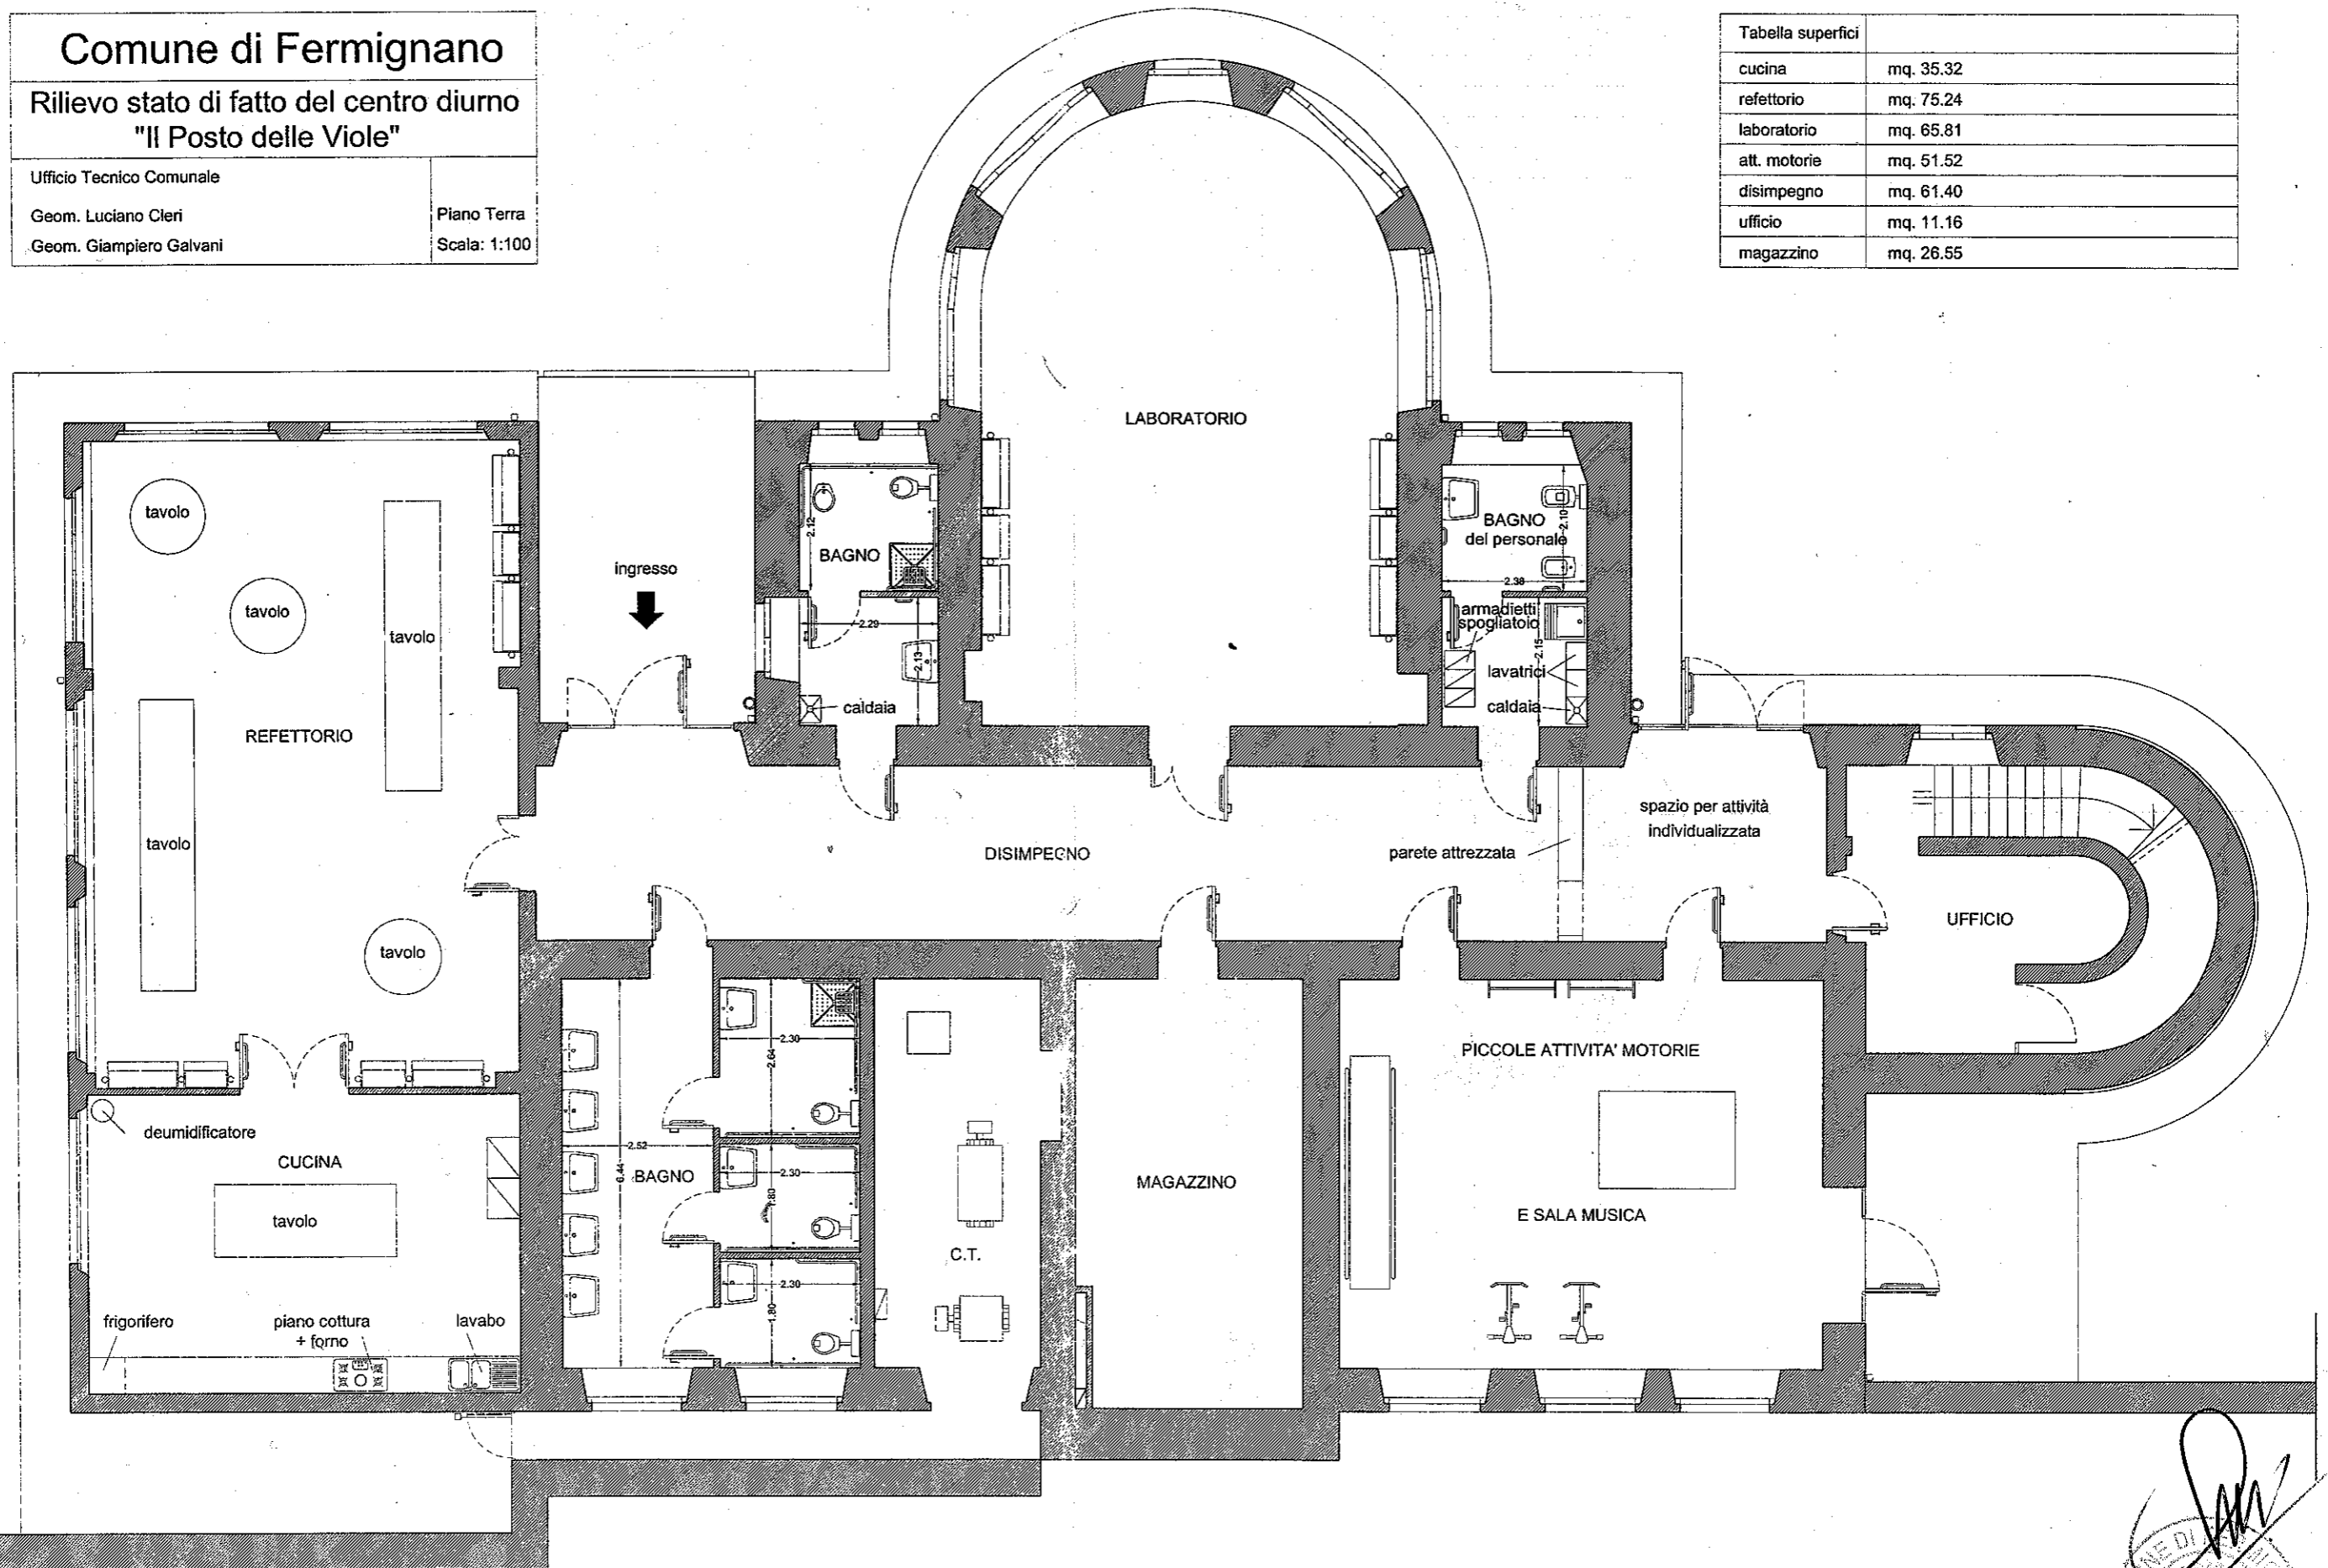 Comune di Fermignano
Rilievo stato di fatto del centro diurno
"Il Posto delle Viole"
Ufficio Tecnico Comunale
Geom. Luciano Cleri
Geom. Giampiero Galvani
Piano Terra
Scala: 1:100
Tabella superfici
cucina mq. 35.32
refettorio mq. 75.24
laboratorio mq. 65.81
att. motorie mq. 51.52
disimpegno mq. 61.40
ufficio mq. 11.16
magazzino mq. 26.55
LABORATORIO
tavolo
tavolo
tavolo
tavolo
tavolo
REFETTORIO
ingresso
2.12
BAGNO
2.29
2.13
caldaia
BAGNO
del personale
2.10
2.38
armadietti
spogliatoio
2.15
lavatrici
caldaia
DISIMPEGNO
parete attrezzata
spazio per attività
individualizzata
UFFICIO
deumidificatore
CUCINA
tavolo
frigorifero
piano cottura
+ forno
lavabo
2.52
6.44
BAGNO
2.30
2.64
2.30
1.80
2.30
1.80
C.T.
MAGAZZINO
PICCOLE ATTIVITA' MOTORIE
E SALA MUSICA